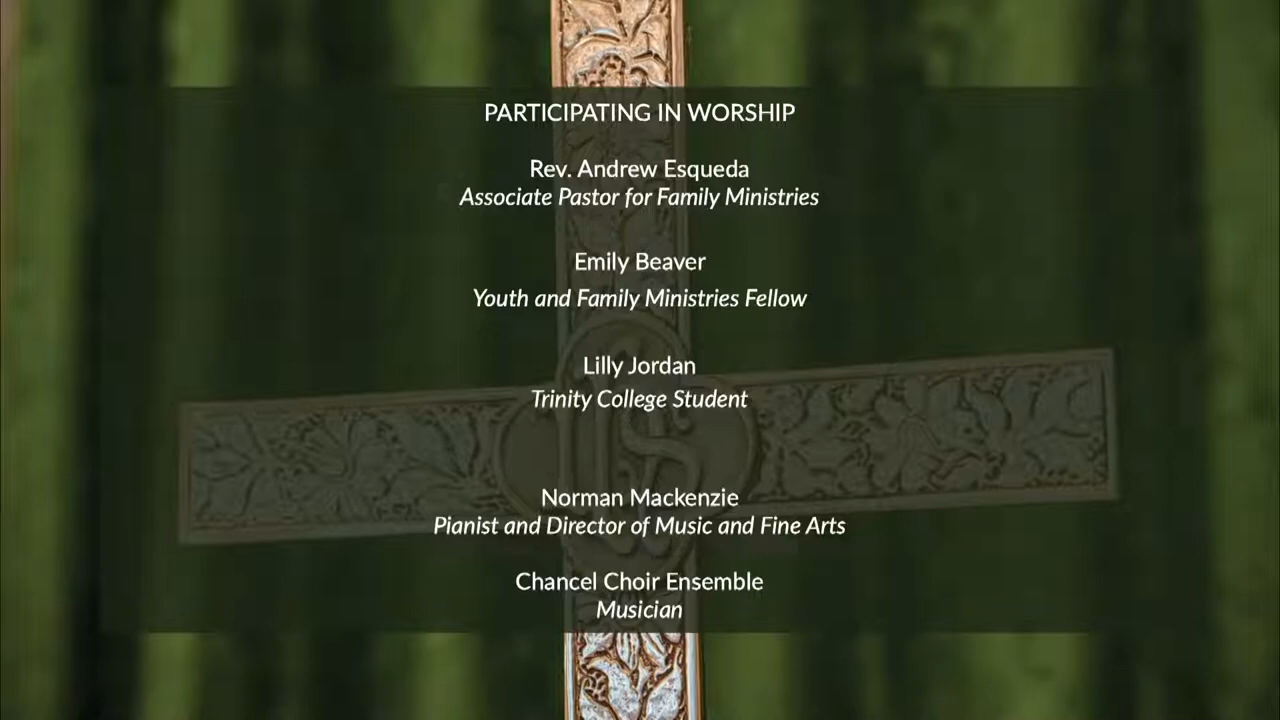 PARTICIPATING IN WORSHIP
Rev. Andrew Esqueda
Associate Pastor for Family Ministries
Emily Beaver
Youth and Family Ministries Fellow
Lilly Jordan
Trinity College Student
Norman Mackenzie
Pianist and Director of Music and Fine Arts
Chancel Choir Ensemble
Musician